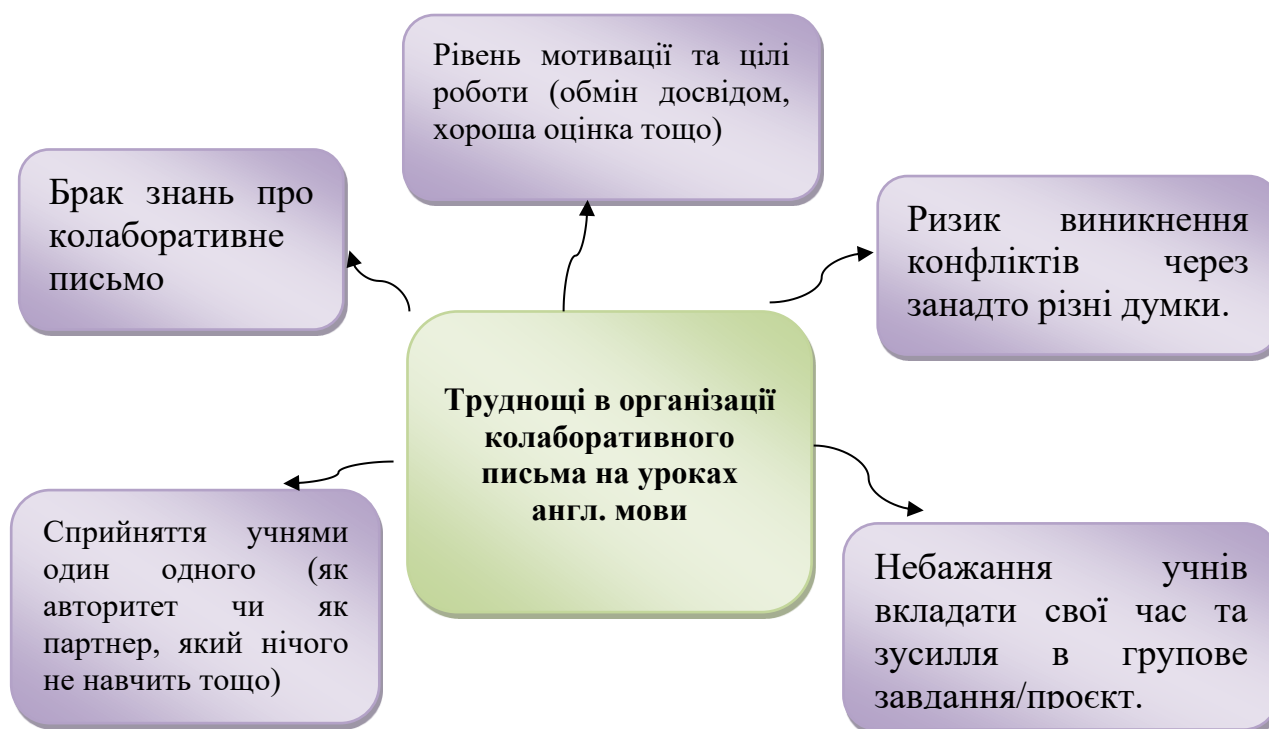 Рівень мотивації та цілі
роботи (обмін досвідом,
хороша оцінка тощо)
Брак знань про
колаборативне
письмо
Ризик виникнення
конфліктів через
занадто різні думки.
Труднощі в організації
колаборативного
письма на уроках
англ. мови
Сприйняття учнями
один одного (як
авторитет чи як
партнер, який нічого
не навчить тощо)
Небажання учнів
вкладати свої час та
зусилля в групове
завдання/проєкт.